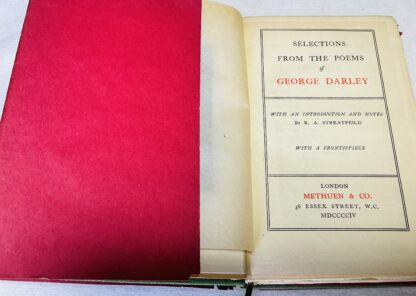 SELECTIONS
FROM THE POEMS
of
GEORGE DARLEY
WITH AN INTRODUCTION AND NOTES
BY R. A. STREATFEILD
WITH A FRONTISPIECE
LONDON
METHUEN & CO.
36 ESSEX STREET, W.C.
MDCCCCIV